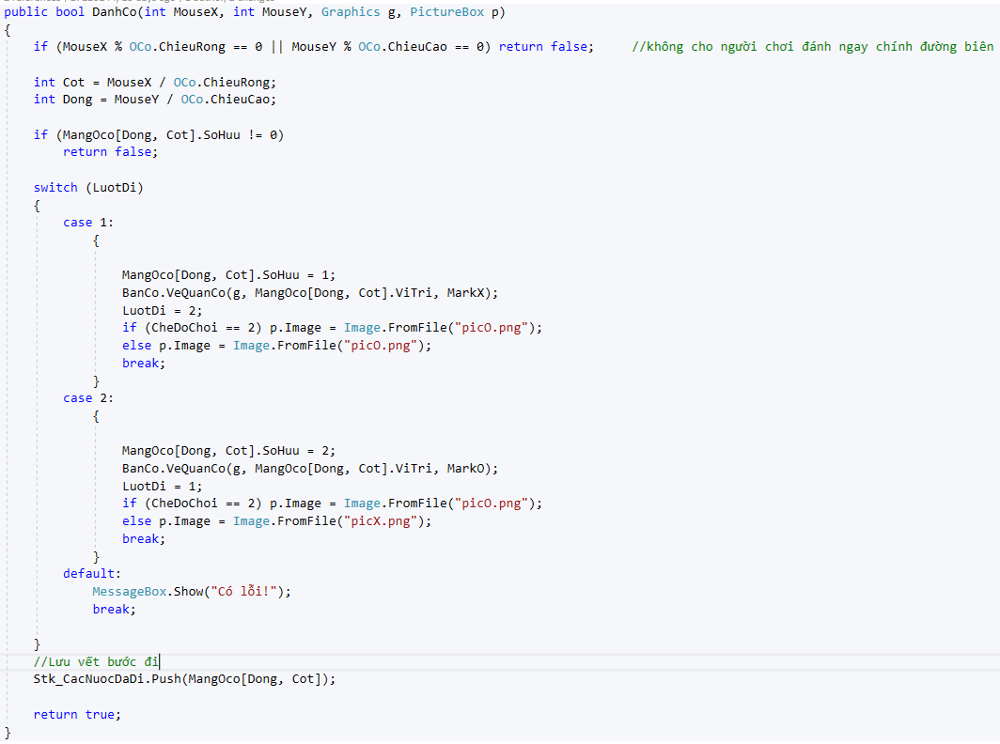 public bool DanhCo(int MouseX, int MouseY, Graphics g, PictureBox p)
{
if (MouseX % OCo.ChieuRong == 0 || MouseY % OCo.ChieuCao == 0) return false; //không cho người chơi đánh ngay chính đường biên
int Cot = MouseX / OCo.ChieuRong;
int Dong = MouseY / OCo.ChieuCao;
if (MangOco[Dong, Cot].SoHuu != 0)
return false;
switch (LuotDi)
{
case 1:
{
MangOco[Dong, Cot].SoHuu = 1;
BanCo.VeQuanCo(g, MangOco[Dong, Cot].ViTri, MarkX);
LuotDi = 2;
if (CheDoChoi == 2) p.Image = Image.FromFile("picO.png");
else p.Image = Image.FromFile("picO.png");
break;
}
case 2:
{
MangOco[Dong, Cot].SoHuu = 2;
BanCo.VeQuanCo(g, MangOco[Dong, Cot].ViTri, MarkO);
LuotDi = 1;
if (CheDoChoi == 2) p.Image = Image.FromFile("picO.png");
else p.Image = Image.FromFile("picX.png");
break;
}
default:
MessageBox.Show("Có lỗi!");
break;
}
//Lưu vết bước đi
Stk_CacNuocDaDi.Push(MangOco[Dong, Cot]);
return true;
}